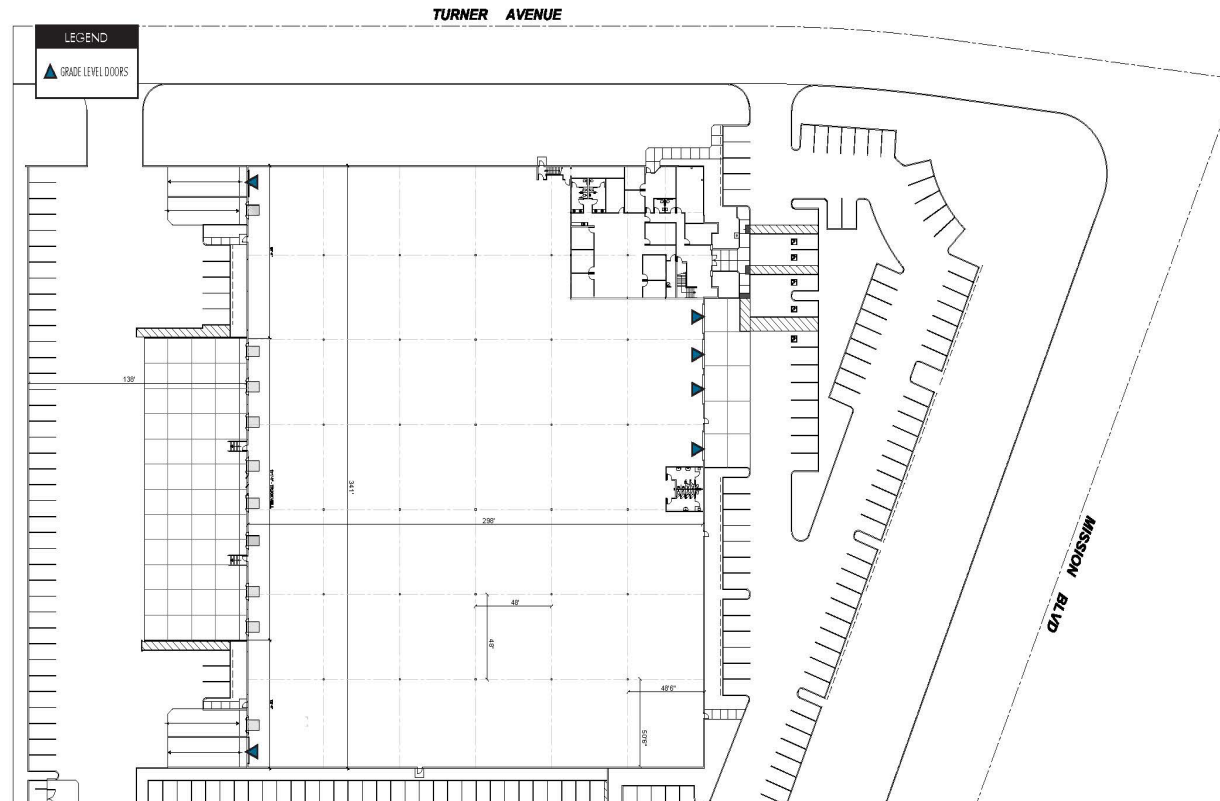 TURNER AVENUE
LEGEND
GRADE LEVEL DOORS
138'
341'
298'
48'
48'
48'6"
50'6"
MISSION BLVD